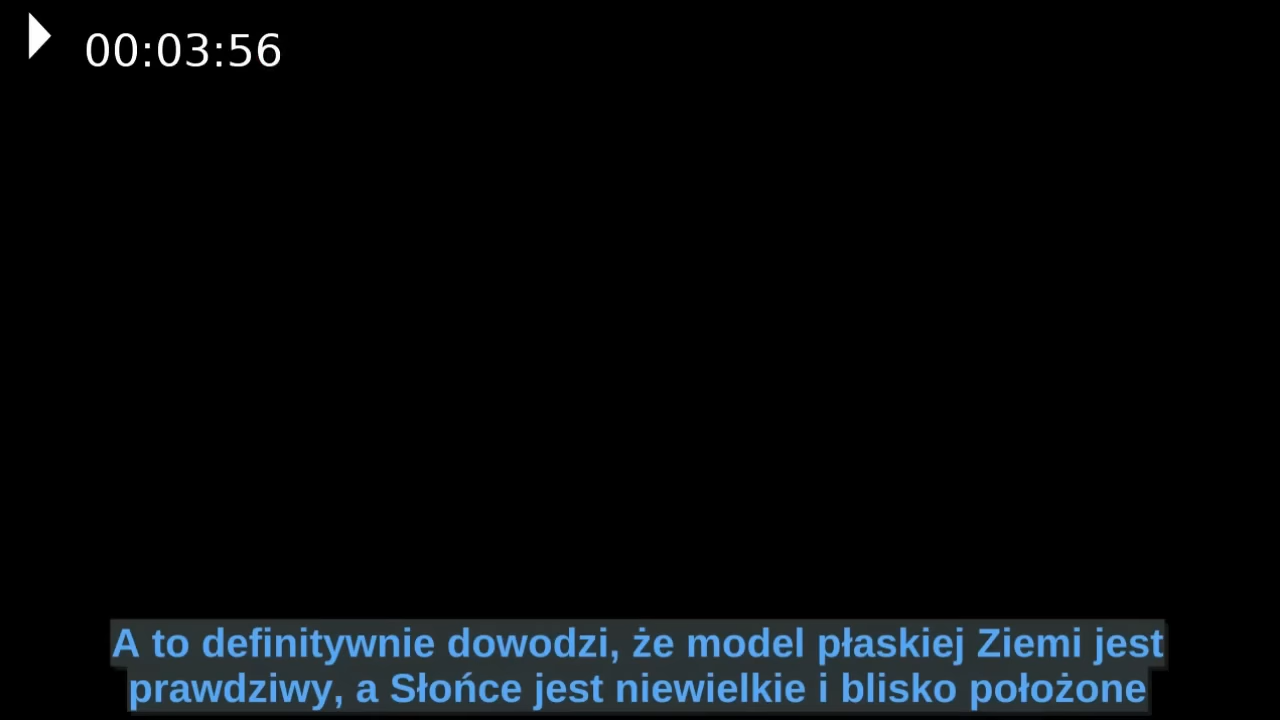 00:03:56
A to definitywnie dowodzi, że model płaskiej Ziemi jest
prawdziwy, a Słońce jest niewielkie i blisko położone